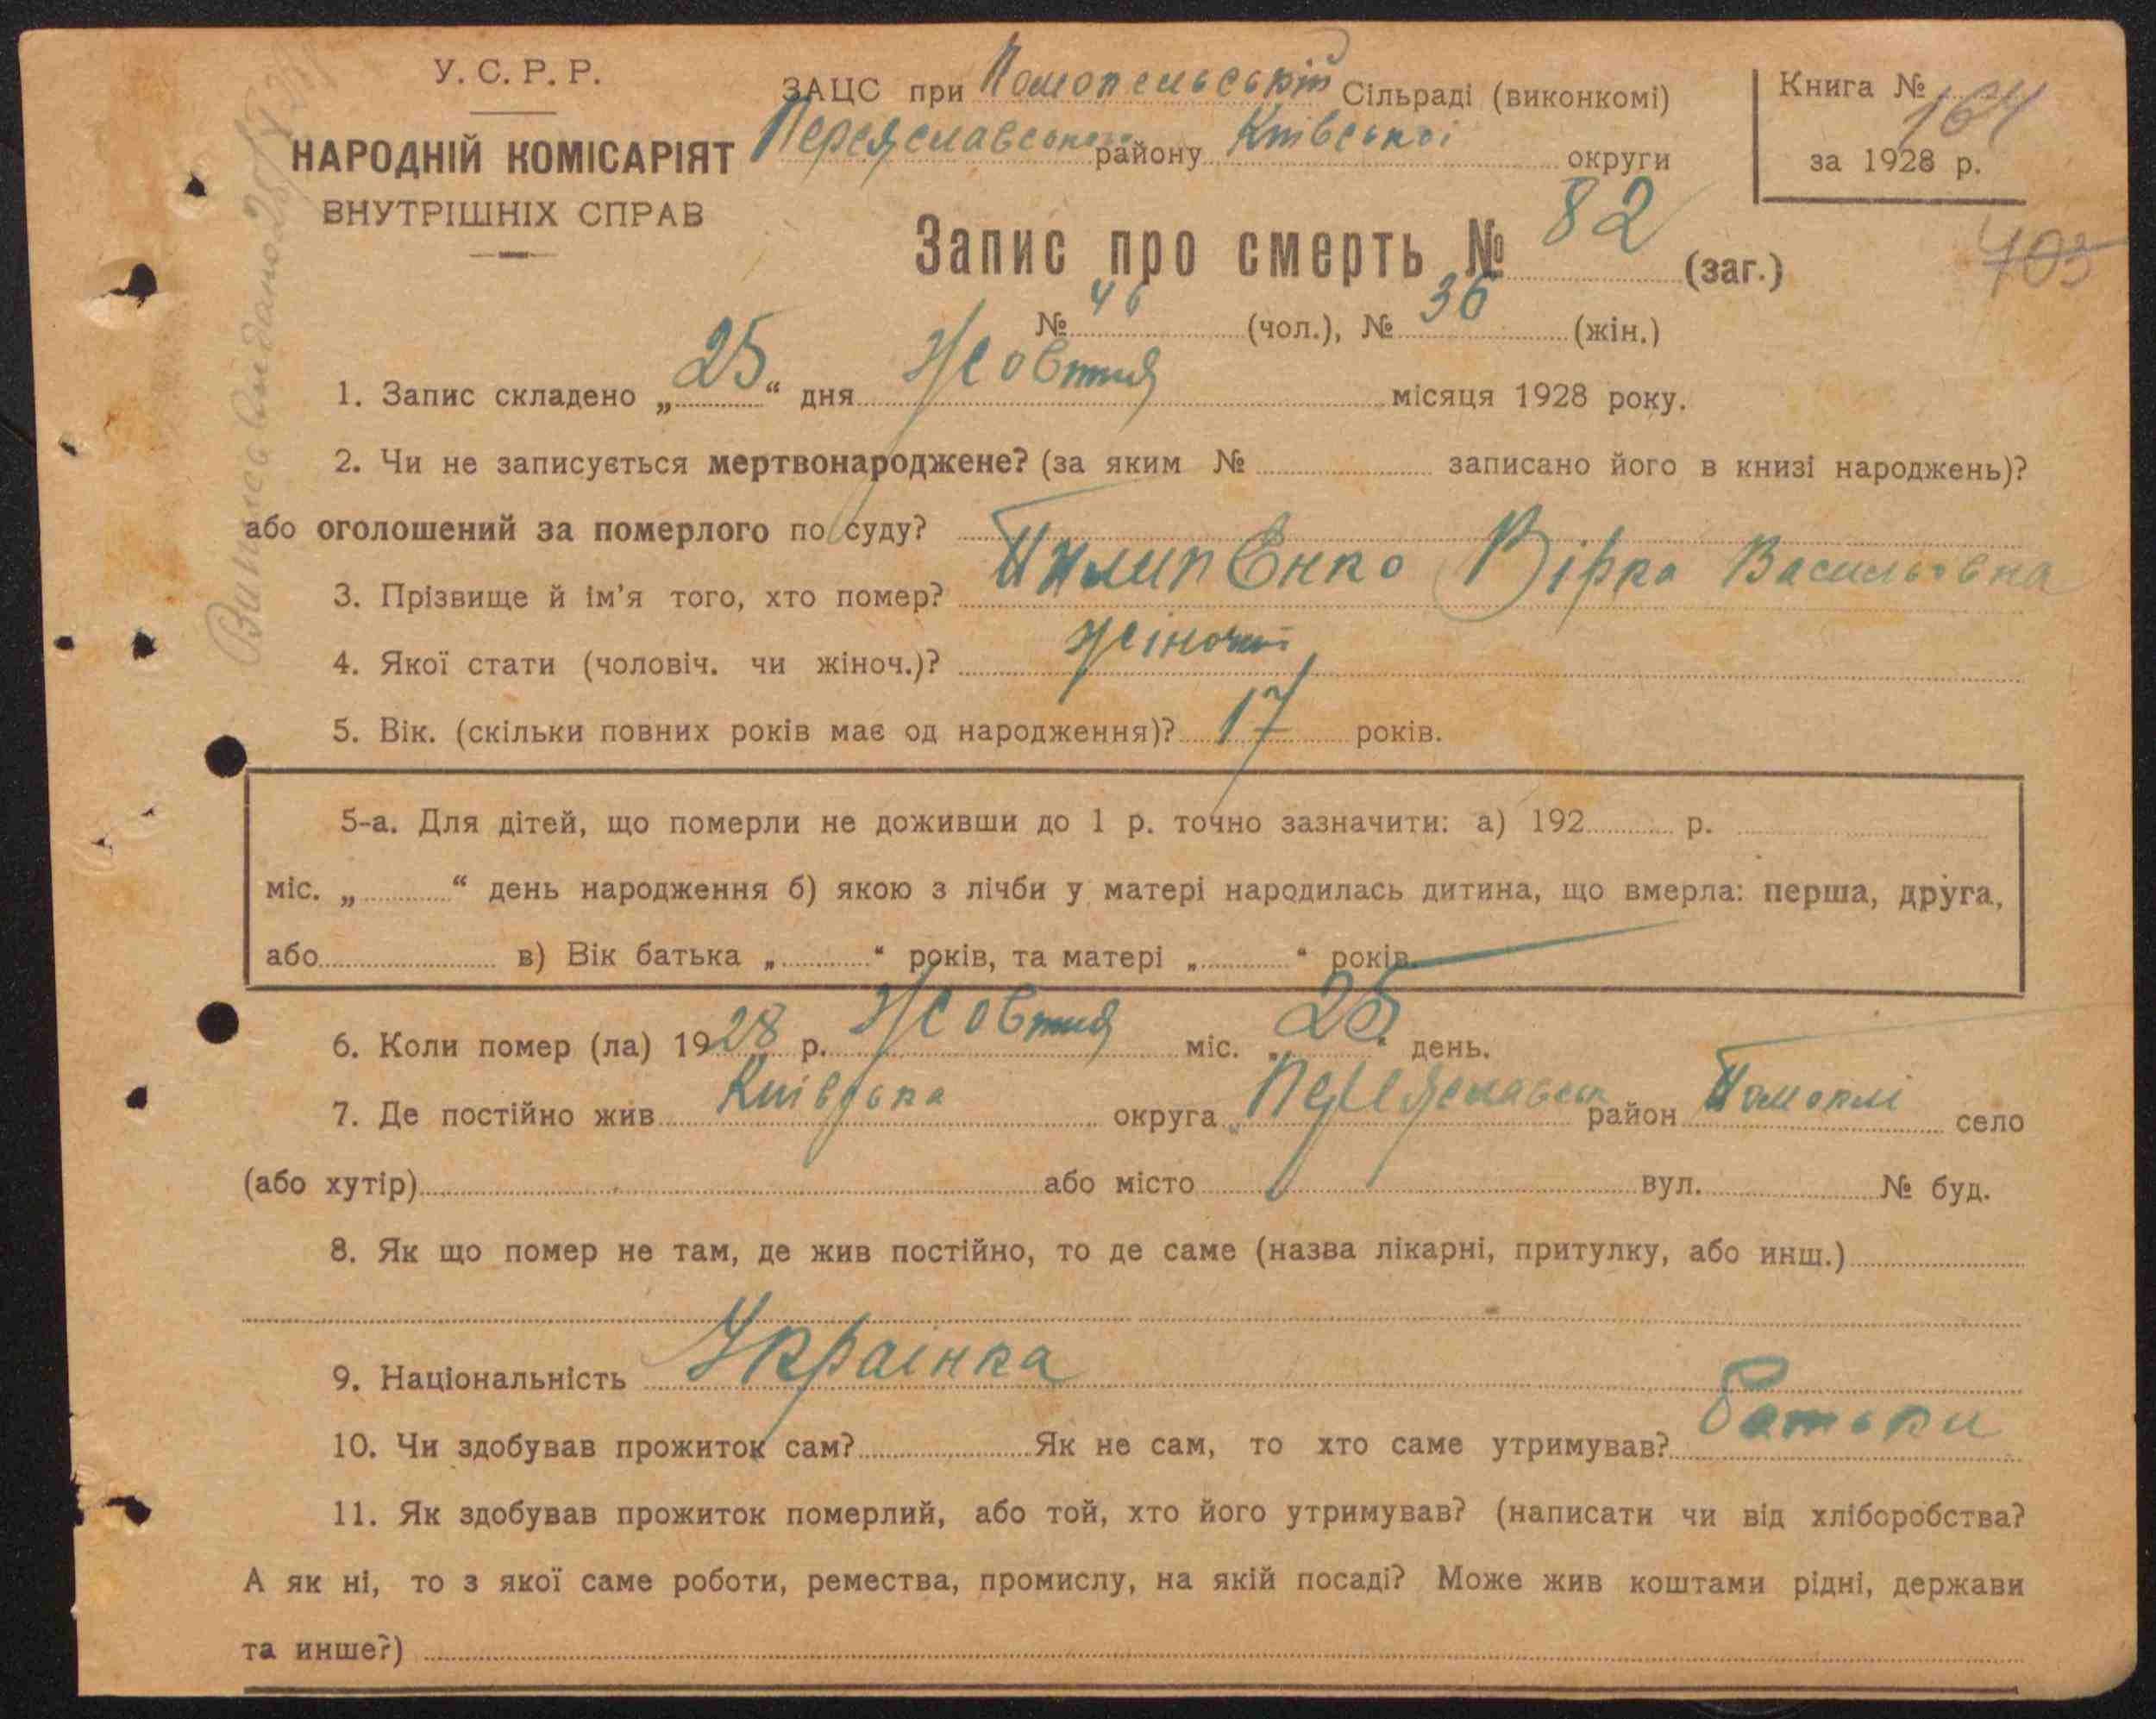 У. С. Р. Р.
НАРОДНІЙ КОМІСАРІЯТ
ВНУТРІШНІХ СПРАВ
ЗАЦС при Помокельській Сільраді (виконкомі)
Переяславського району Київської округи
Книга № 164
за 1928 р.
Запис про смерть № 82 (заг.)
403
№ 46 (чол.), № 36 (жін.)
1. Запис складено „25“ дня Жовтня місяця 1928 року.
2. Чи не записується мертвонароджене? (за яким № записано його в книзі народжень)?
або оголошений за померлого по суду?
3. Прізвище й ім'я того, хто помер? Пилипенко Вірка Васильовна
4. Якої стати (чоловіч. чи жіноч.)? жіночої
5. Вік. (скільки повних років має од народження)? 17 років.
5-а. Для дітей, що померли не доживши до 1 р. точно зазначити: а) 192 р.
міс. „ “ день народження б) якою з лічби у матері народилась дитина, що вмерла: перша, друга,
або в) Вік батька „ “ років, та матері „ “ років.
6. Коли помер (ла) 1928 р. Жовтня міс. „25“ день.
7. Де постійно жив Київська округа Переяславськ район село
(або хутір) або місто вул. № буд.
8. Як що помер не там, де жив постійно, то де саме (назва лікарні, притулку, або инш.)
9. Національність Украінка
10. Чи здобував прожиток сам? Як не сам, то хто саме утримував? Батьки
11. Як здобував прожиток померлий, або той, хто його утримував? (написати чи від хліборобства?
А як ні, то з якої саме роботи, ремества, промислу, на якій посаді? Може жив коштами рідні, держави
та инше?)